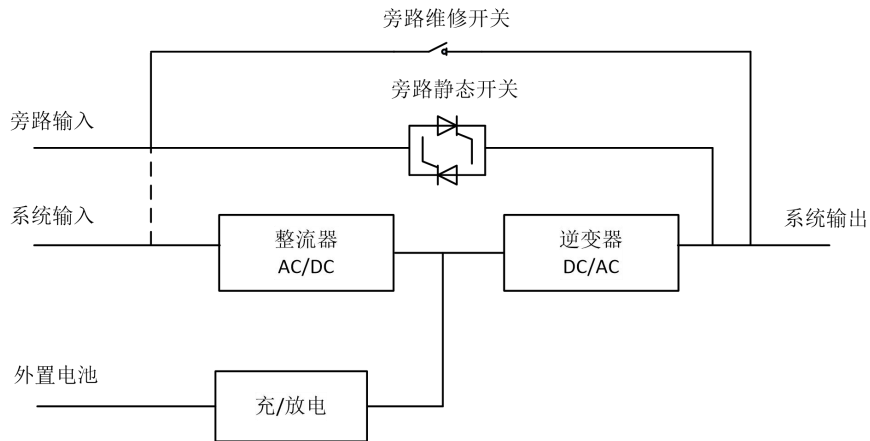 旁路维修开关
旁路静态开关
旁路输入
系统输入
整流器
AC/DC
逆变器
DC/AC
系统输出
外置电池
充/放电